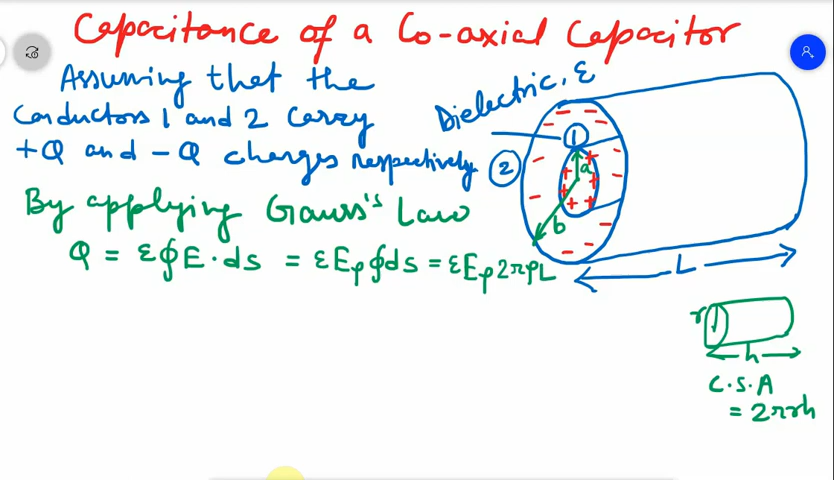 Capacitance of a Co-axial Capacitor
Assuming that the
Conductors 1 and 2 carry
+Q and -Q charges respectively
By applying Gauss's Law
Q = ε∮E·ds = εEρ∮ds = εEρ2πρL
Dielectric, ε
1
2
a
b
L
r
h
C.S.A
= 2πrh